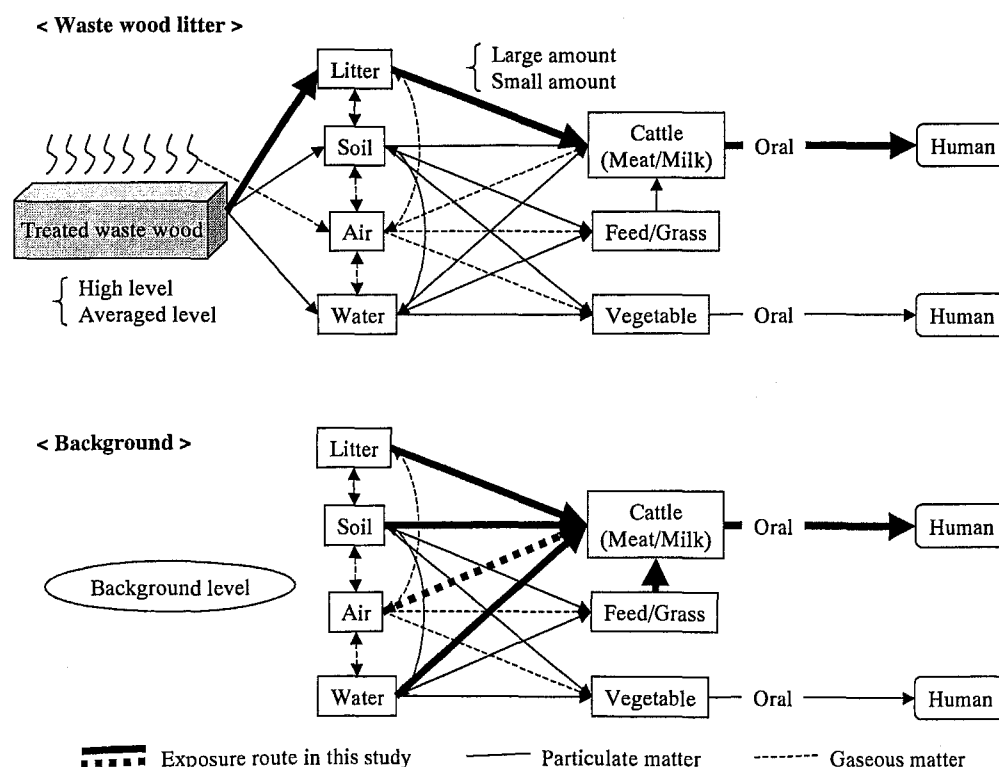 < Waste wood litter >
Litter
Large amount
Small amount
Soil
Cattle
(Meat/Milk)
Oral
Human
Treated waste wood
Air
Feed/Grass
High level
Averaged level
Water
Vegetable
Oral
Human
< Background >
Litter
Soil
Cattle
(Meat/Milk)
Oral
Human
Background level
Air
Feed/Grass
Water
Vegetable
Oral
Human
Exposure route in this study
Particulate matter
Gaseous matter